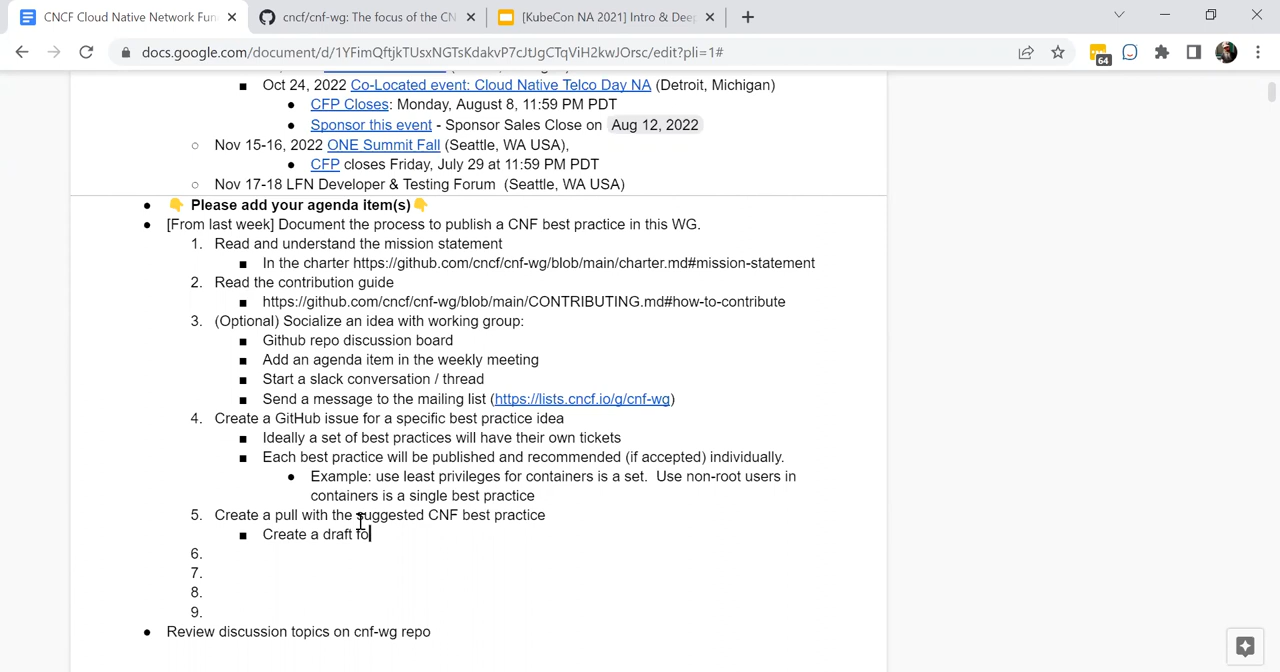 CNCF Cloud Native Network Fun
cncf/cnf-wg: The focus of the CN
[KubeCon NA 2021] Intro & Deep
docs.google.com/document/d/1YFimQftjkTUsxNGTsKdakvP7cJtJgCTqViH2kwJOrsc/edit?pli=1#
64
Oct 24, 2022 Co-Located event: Cloud Native Telco Day NA (Detroit, Michigan)
CFP Closes: Monday, August 8, 11:59 PM PDT
Sponsor this event - Sponsor Sales Close on Aug 12, 2022
Nov 15-16, 2022 ONE Summit Fall (Seattle, WA USA),
CFP closes Friday, July 29 at 11:59 PM PDT
Nov 17-18 LFN Developer & Testing Forum (Seattle, WA USA)
👇 Please add your agenda item(s)👇
[From last week] Document the process to publish a CNF best practice in this WG.
1. Read and understand the mission statement
In the charter https://github.com/cncf/cnf-wg/blob/main/charter.md#mission-statement
2. Read the contribution guide
https://github.com/cncf/cnf-wg/blob/main/CONTRIBUTING.md#how-to-contribute
3. (Optional) Socialize an idea with working group:
Github repo discussion board
Add an agenda item in the weekly meeting
Start a slack conversation / thread
Send a message to the mailing list (https://lists.cncf.io/g/cnf-wg)
4. Create a GitHub issue for a specific best practice idea
Ideally a set of best practices will have their own tickets
Each best practice will be published and recommended (if accepted) individually.
Example: use least privileges for containers is a set. Use non-root users in
containers is a single best practice
5. Create a pull with the suggested CNF best practice
Create a draft fo
6.
7.
8.
9.
Review discussion topics on cnf-wg repo